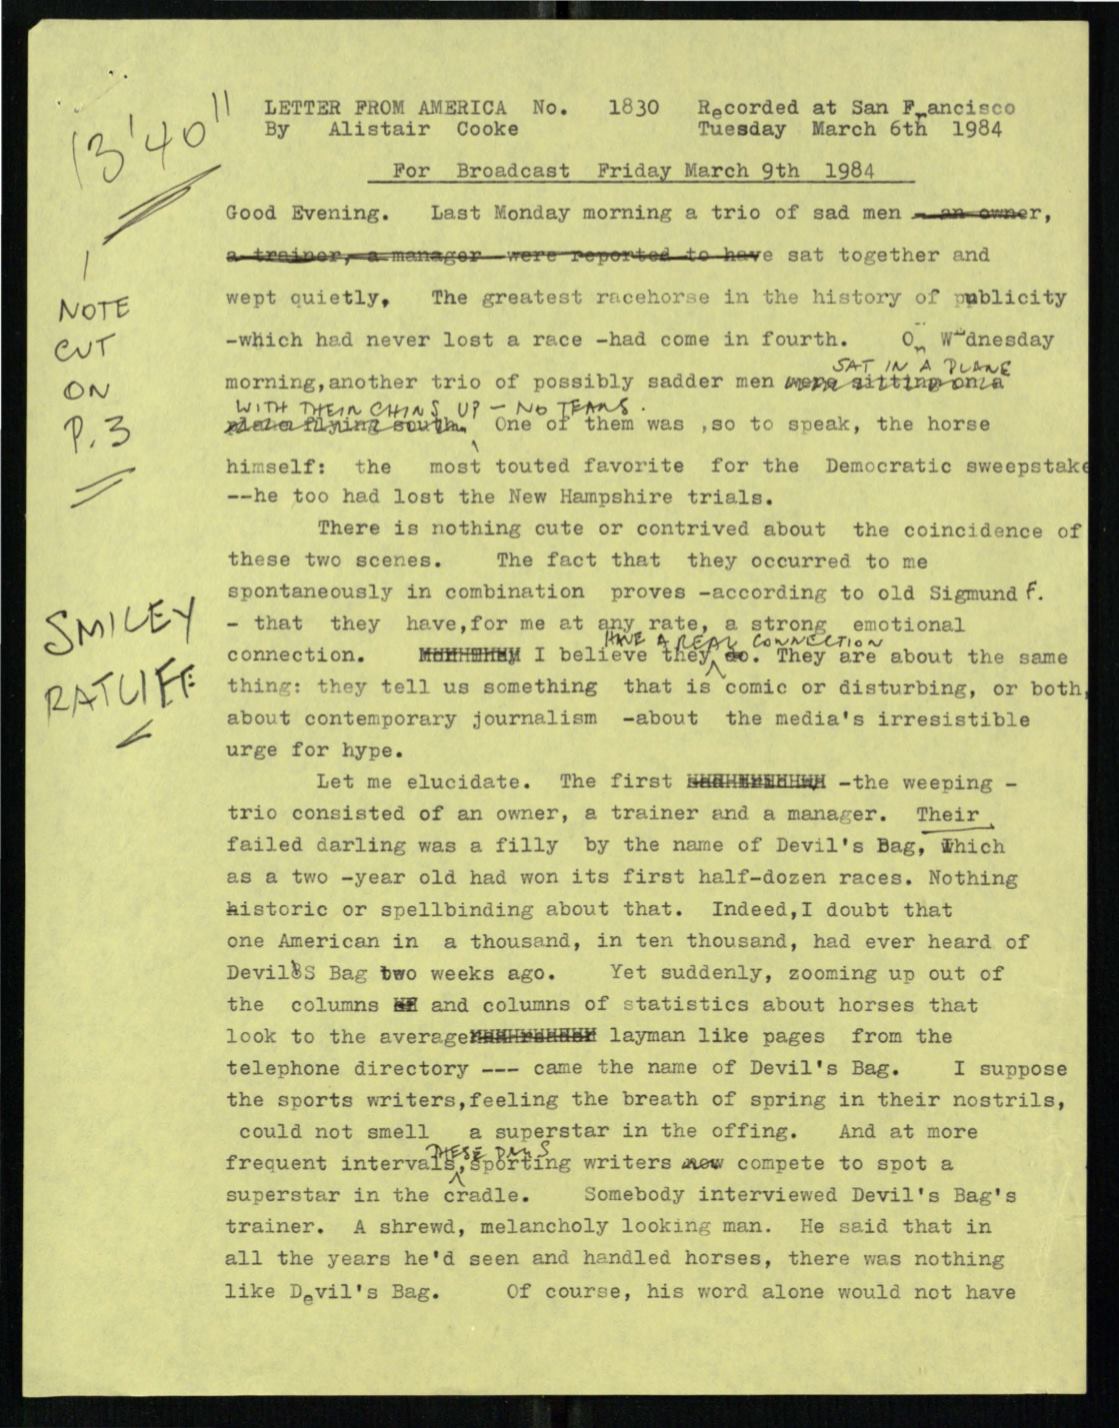 13'40"
1
NOTE
CUT
ON
P.3
SMILEY
RATCLIFF
LETTER FROM AMERICA No. 1830 Recorded at San Francisco
By Alistair Cooke Tuesday March 6th 1984
For Broadcast Friday March 9th 1984
Good Evening. Last Monday morning a trio of sad men - an owner,
a trainer, a manager were reported to have sat together and
wept quietly, The greatest racehorse in the history of publicity
-which had never lost a race -had come in fourth. On Wednesday
SAT IN A PLANE
morning,another trio of possibly sadder men were sitting on a
WITH THEIR CHINS UP - NO TEARS.
plane flying south. One of them was ,so to speak, the horse
himself: the most touted favorite for the Democratic sweepstake
--he too had lost the New Hampshire trials.
There is nothing cute or contrived about the coincidence of
these two scenes. The fact that they occurred to me
spontaneously in combination proves -according to old Sigmund F.
- that they have,for me at any rate, a strong emotional
HAVE A REAL CONNECTION
connection. I believe they do. They are about the same
thing: they tell us something that is comic or disturbing, or both,
about contemporary journalism -about the media's irresistible
urge for hype.
Let me elucidate. The first -the weeping -
trio consisted of an owner, a trainer and a manager. Their
failed darling was a filly by the name of Devil's Bag, which
as a two -year old had won its first half-dozen races. Nothing
historic or spellbinding about that. Indeed,I doubt that
one American in a thousand, in ten thousand, had ever heard of
Devil'S Bag two weeks ago. Yet suddenly, zooming up out of
the columns and columns of statistics about horses that
look to the average layman like pages from the
telephone directory --- came the name of Devil's Bag. I suppose
the sports writers,feeling the breath of spring in their nostrils,
could not smell a superstar in the offing. And at more
THESE DAYS
frequent intervals,sporting writers now compete to spot a
superstar in the cradle. Somebody interviewed Devil's Bag's
trainer. A shrewd, melancholy looking man. He said that in
all the years he'd seen and handled horses, there was nothing
like Devil's Bag. Of course, his word alone would not have